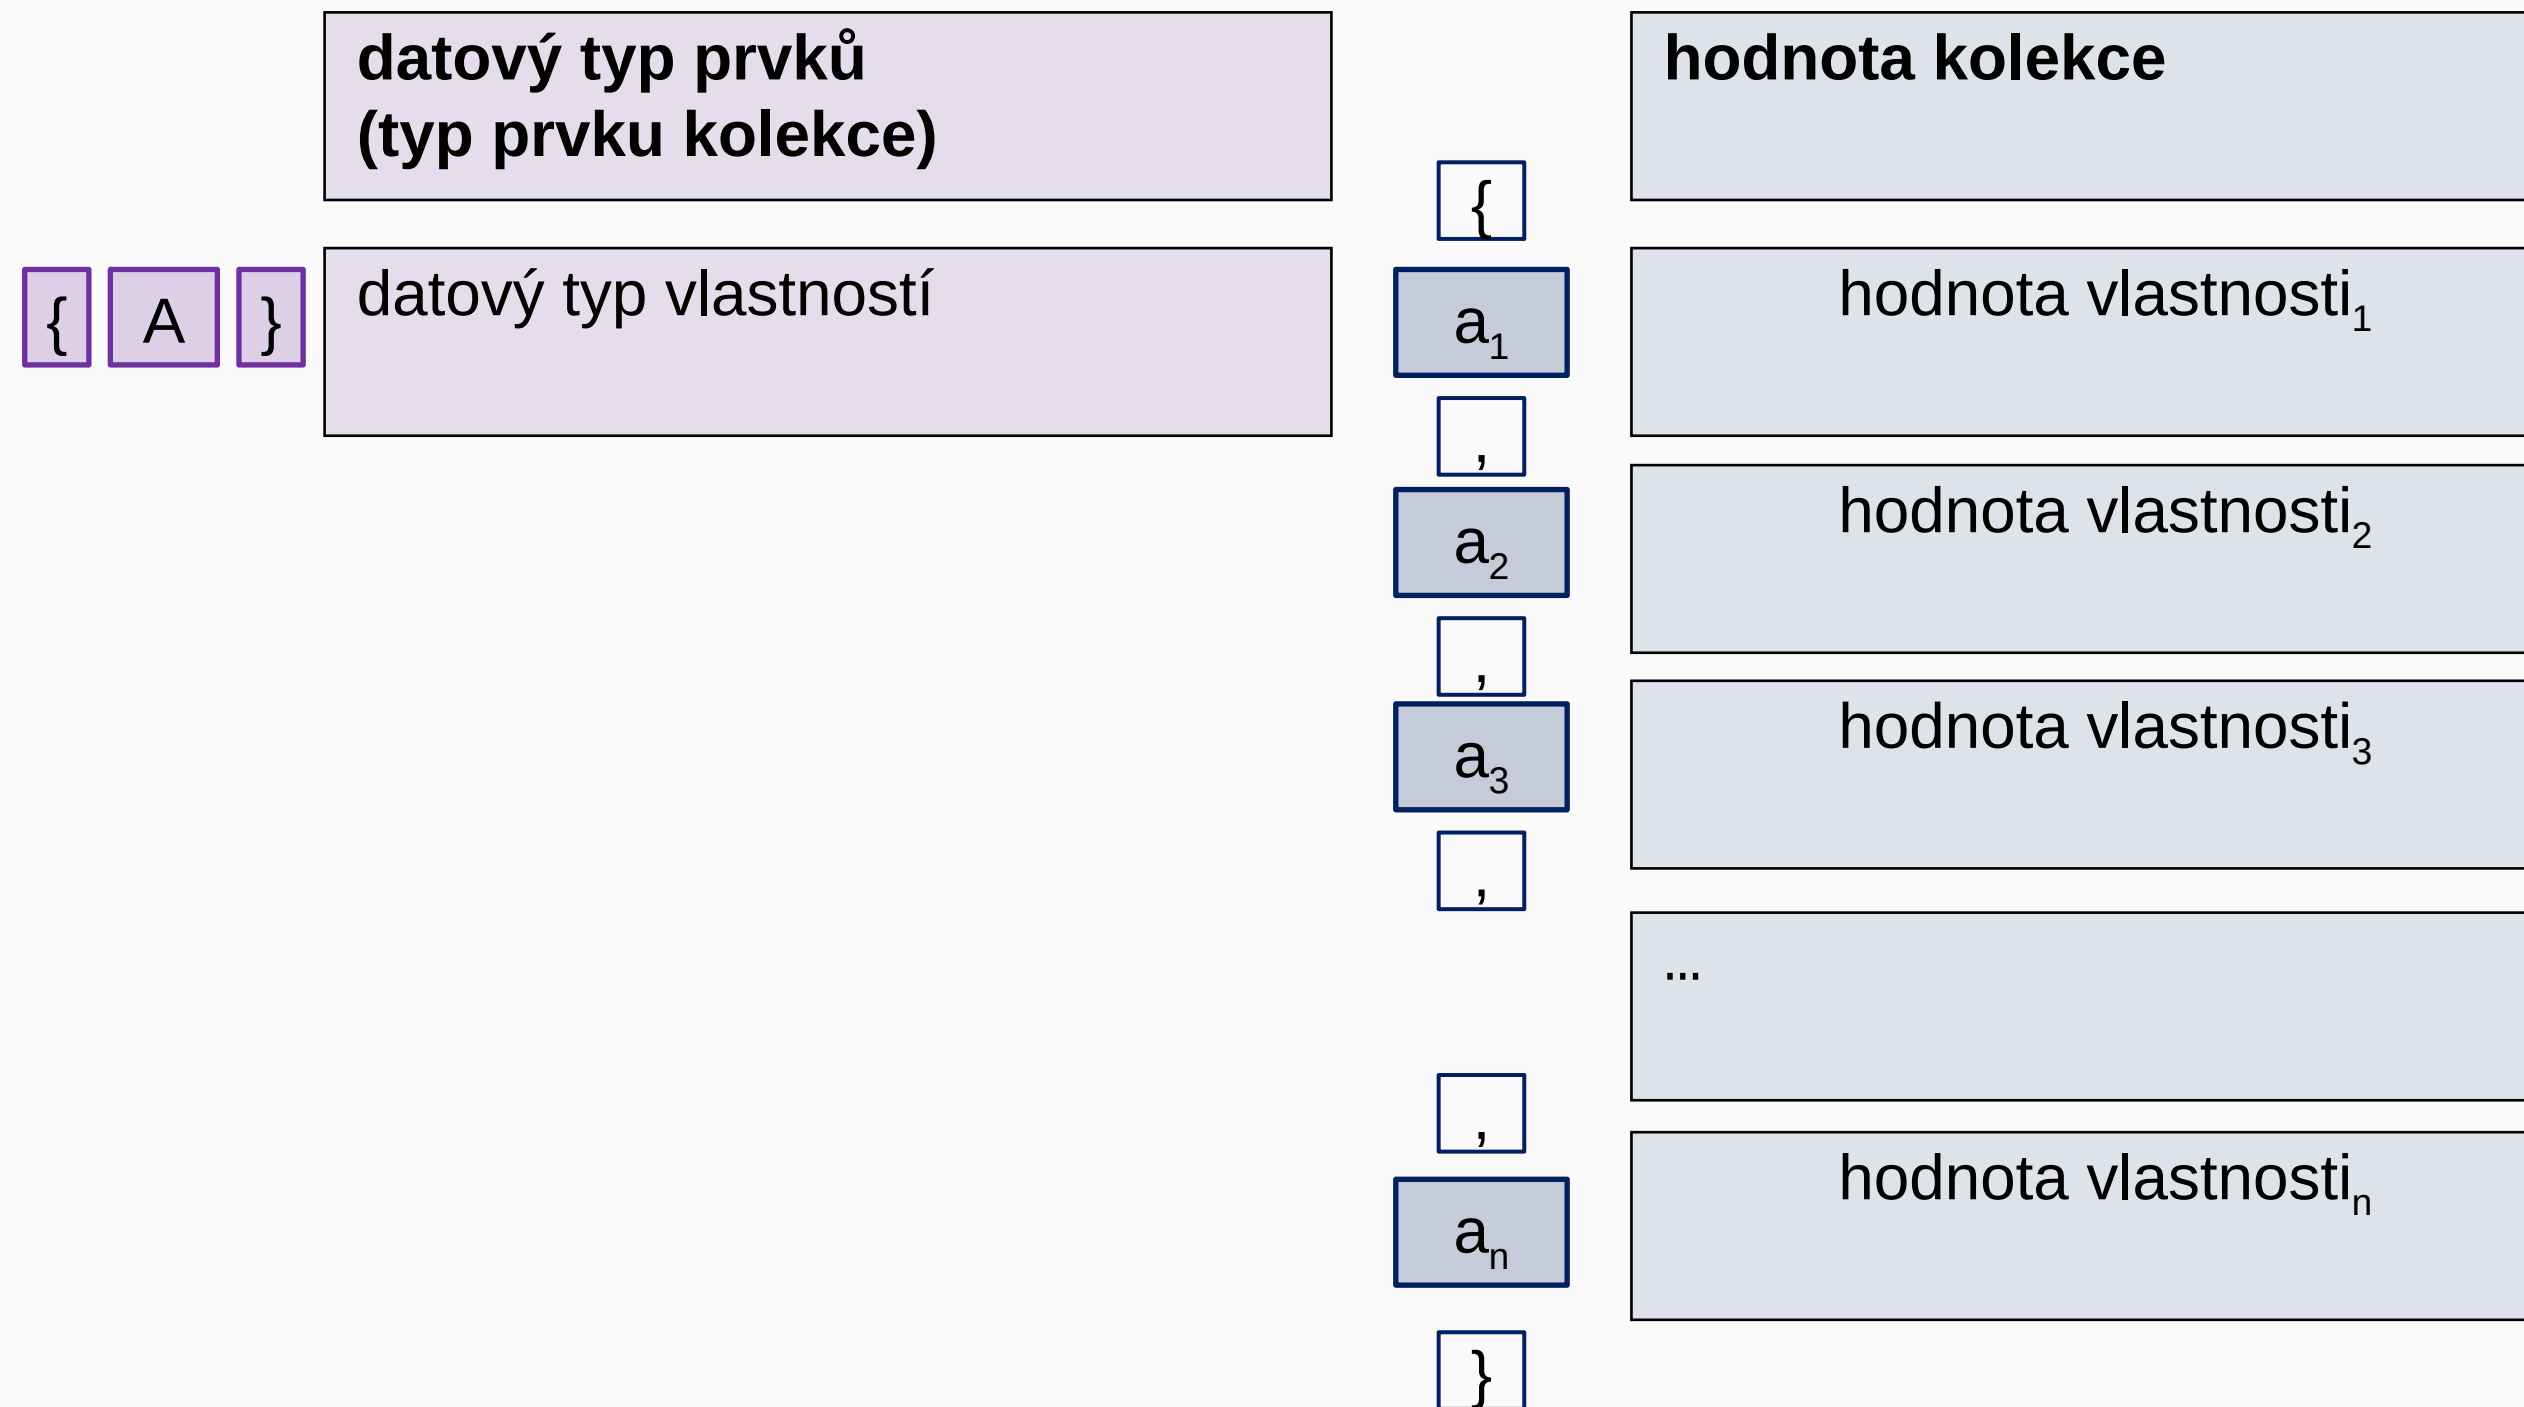 datový typ prvků
(typ prvku kolekce)
hodnota kolekce
{
{ A }
datový typ vlastností
a1
hodnota vlastnosti1
,
a2
hodnota vlastnosti2
,
a3
hodnota vlastnosti3
,
...
,
an
hodnota vlastnostin
}